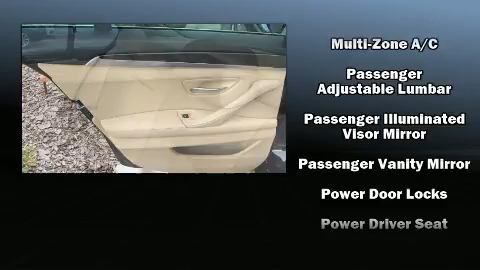 Multi-Zone A/C
Passenger
Adjustable Lumbar
Passenger Illuminated
Visor Mirror
Passenger Vanity Mirror
Power Door Locks
Power Driver Seat